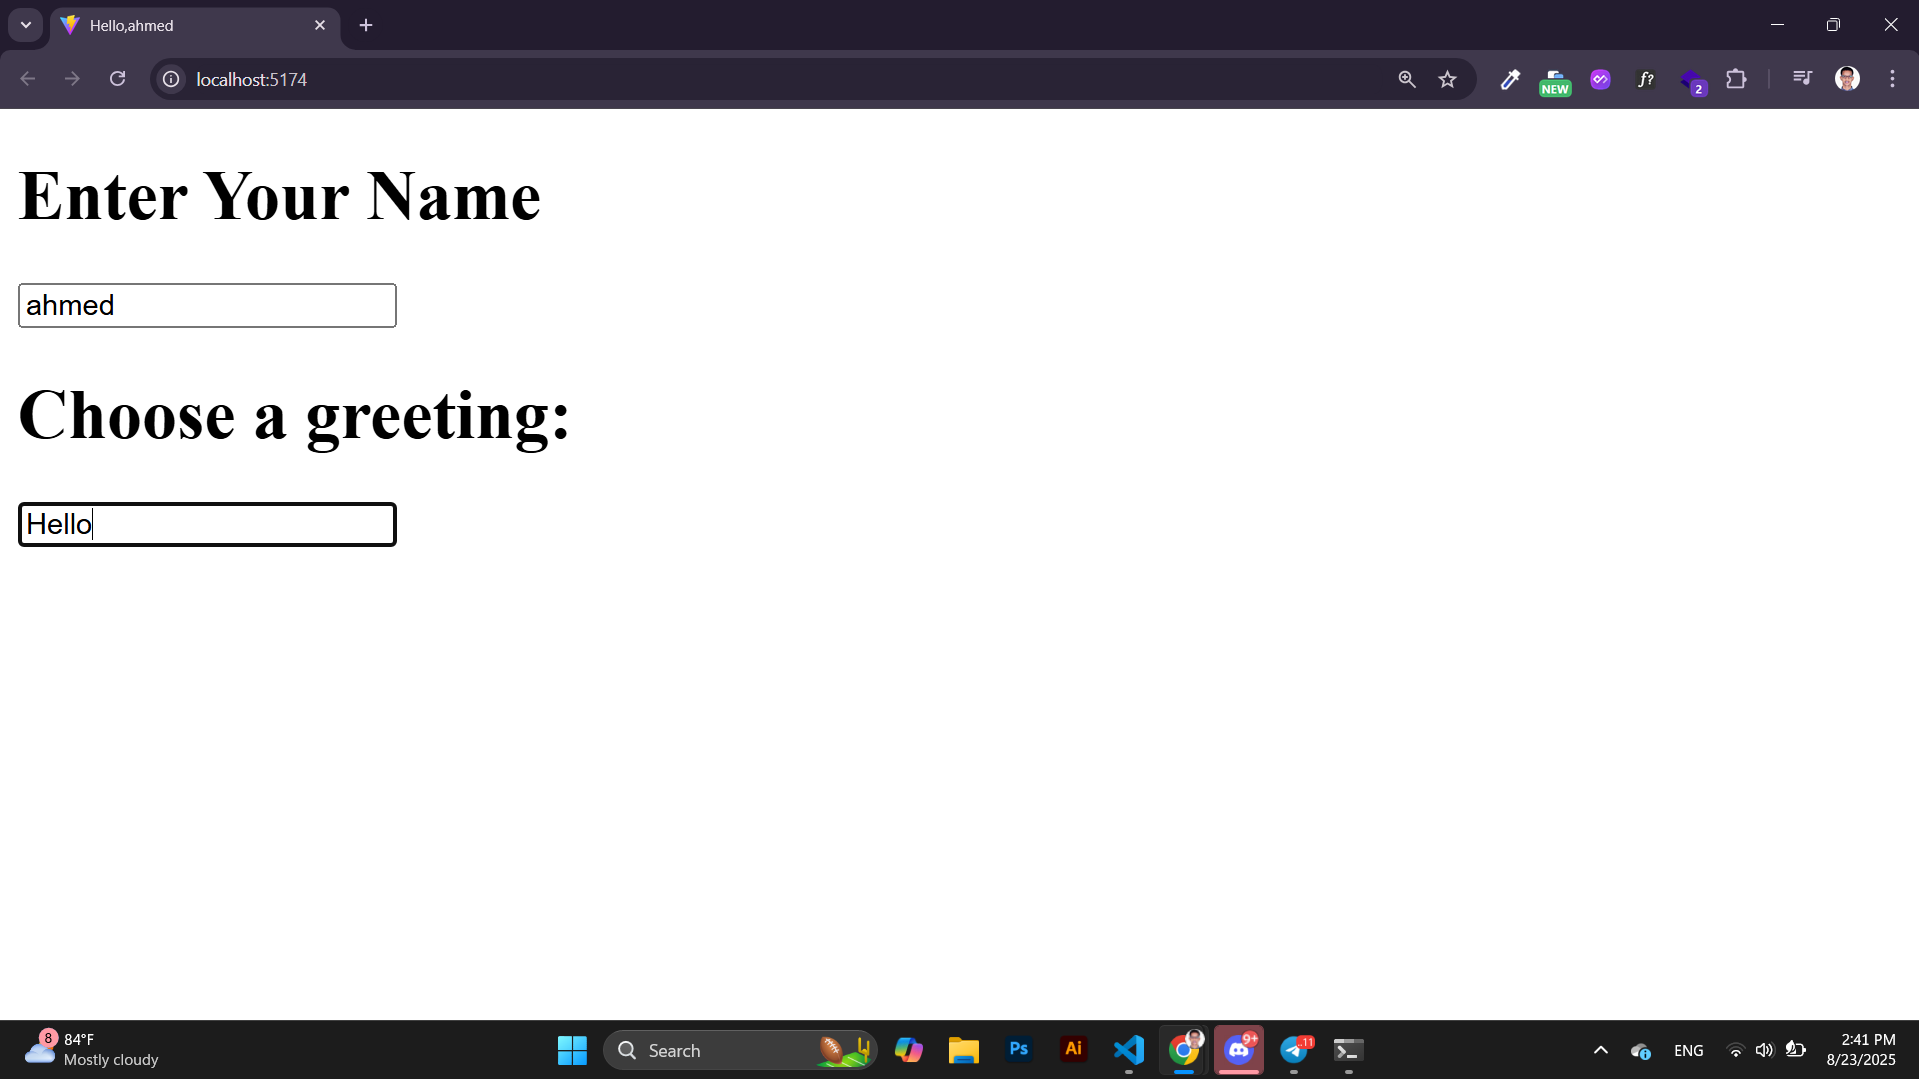 Hello,ahmed
localhost:5174
NEW
f?
2
Enter Your Name
ahmed
Choose a greeting:
Hello
8
84°F
Mostly cloudy
Search
Ps
Ai
9+
11
ENG
2:41 PM
8/23/2025